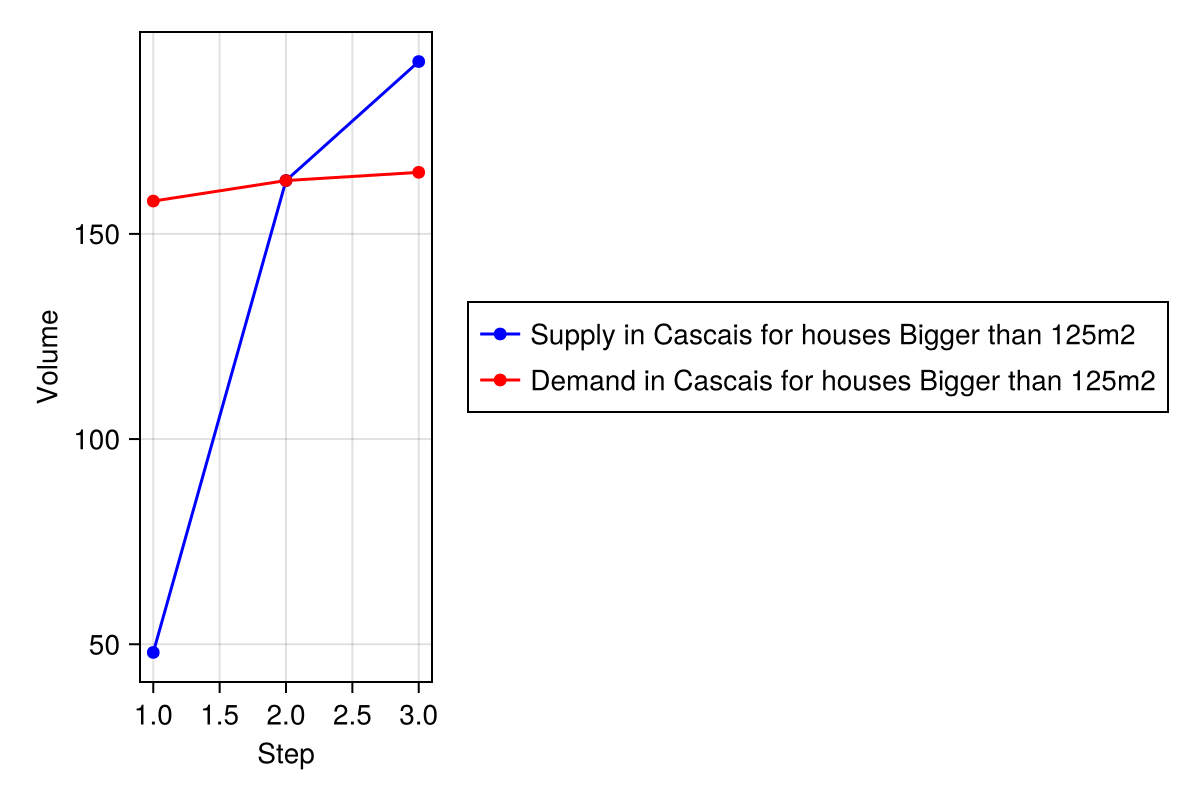 Volume
150
100
50
1.0 1.5 2.0 2.5 3.0
Step
Supply in Cascais for houses Bigger than 125m2
Demand in Cascais for houses Bigger than 125m2